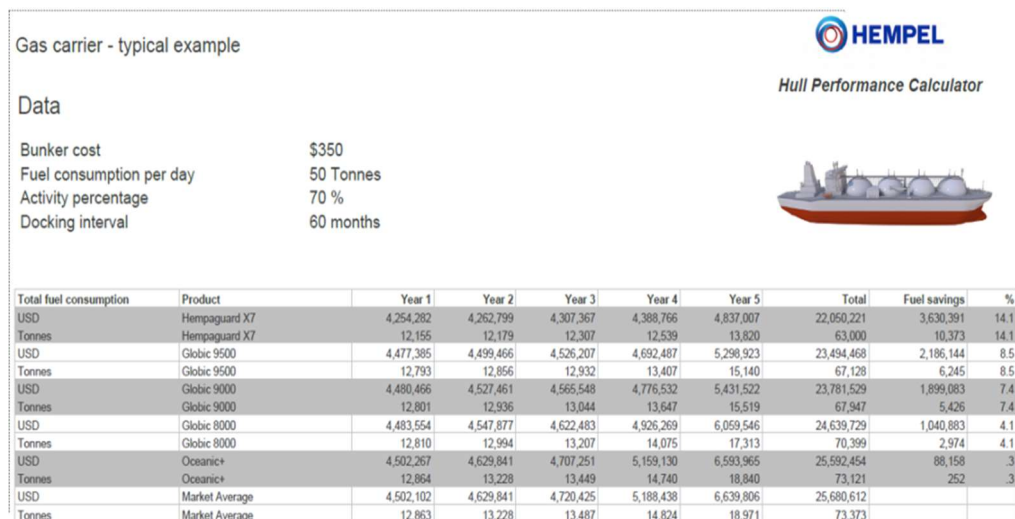 Gas carrier - typical example
HEMPEL
Hull Performance Calculator
Data
Bunker cost $350
Fuel consumption per day 50 Tonnes
Activity percentage 70 %
Docking interval 60 months
Total fuel consumption Product Year 1 Year 2 Year 3 Year 4 Year 5 Total Fuel savings %
USD Hempaguard X7 4,254,282 4,262,799 4,307,367 4,388,766 4,837,007 22,050,221 3,630,391 14.1
Tonnes Hempaguard X7 12,155 12,179 12,307 12,539 13,820 63,000 10,373 14.1
USD Globic 9500 4,477,385 4,499,466 4,526,207 4,692,487 5,298,923 23,494,468 2,186,144 8.5
Tonnes Globic 9500 12,793 12,856 12,932 13,407 15,140 67,128 6,245 8.5
USD Globic 9000 4,480,466 4,527,461 4,565,548 4,776,532 5,431,522 23,781,529 1,899,083 7.4
Tonnes Globic 9000 12,801 12,936 13,044 13,647 15,519 67,947 5,426 7.4
USD Globic 8000 4,483,554 4,547,877 4,622,483 4,926,269 6,059,546 24,639,729 1,040,883 4.1
Tonnes Globic 8000 12,810 12,994 13,207 14,075 17,313 70,399 2,974 4.1
USD Oceanic+ 4,502,267 4,629,841 4,707,251 5,159,130 6,593,965 25,592,454 88,158 .3
Tonnes Oceanic+ 12,864 13,228 13,449 14,740 18,840 73,121 252 .3
USD Market Average 4,502,102 4,629,841 4,720,425 5,188,438 6,639,806 25,680,612
Tonnes Market Average 12,863 13,228 13,487 14,824 18,971 73,373